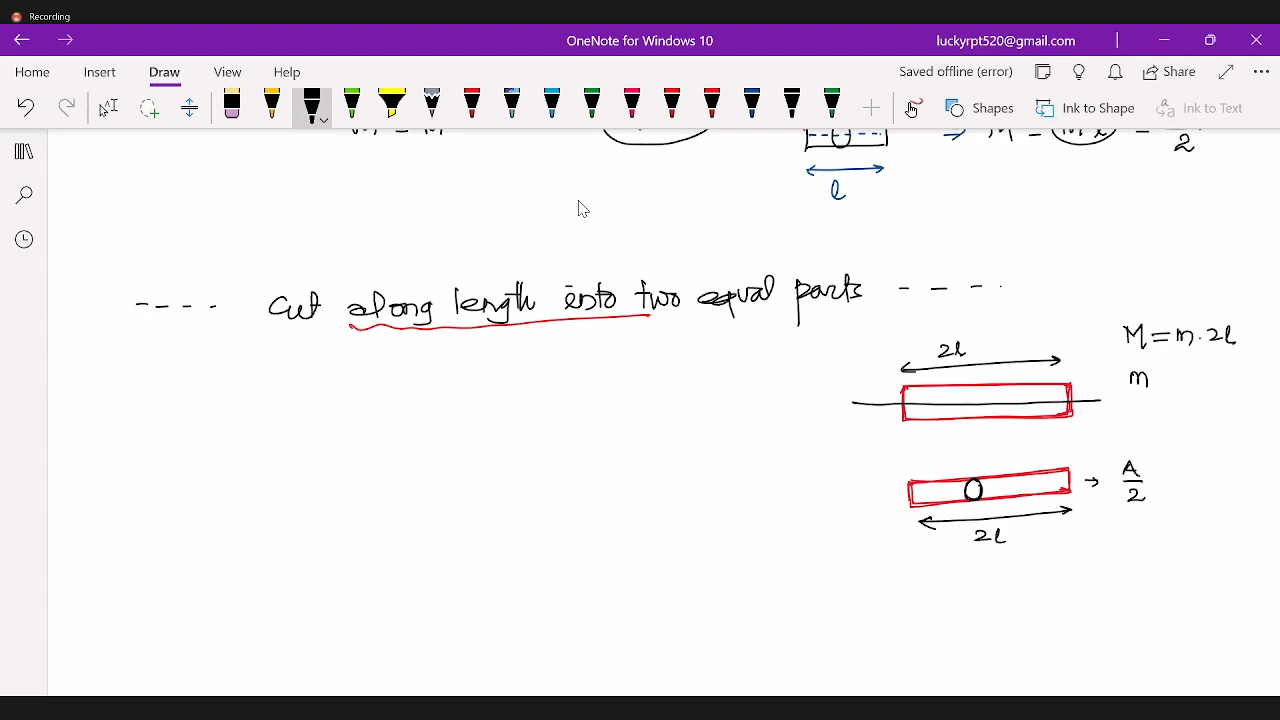 Recording
OneNote for Windows 10
luckyrpt520@gmail.com
Home Insert Draw View Help
Saved offline (error)
Share
Shapes
Ink to Shape
Ink to Text
l
2
---- cut along length into two equal parts ----
M = m.2l
2l
m
A
2
2l